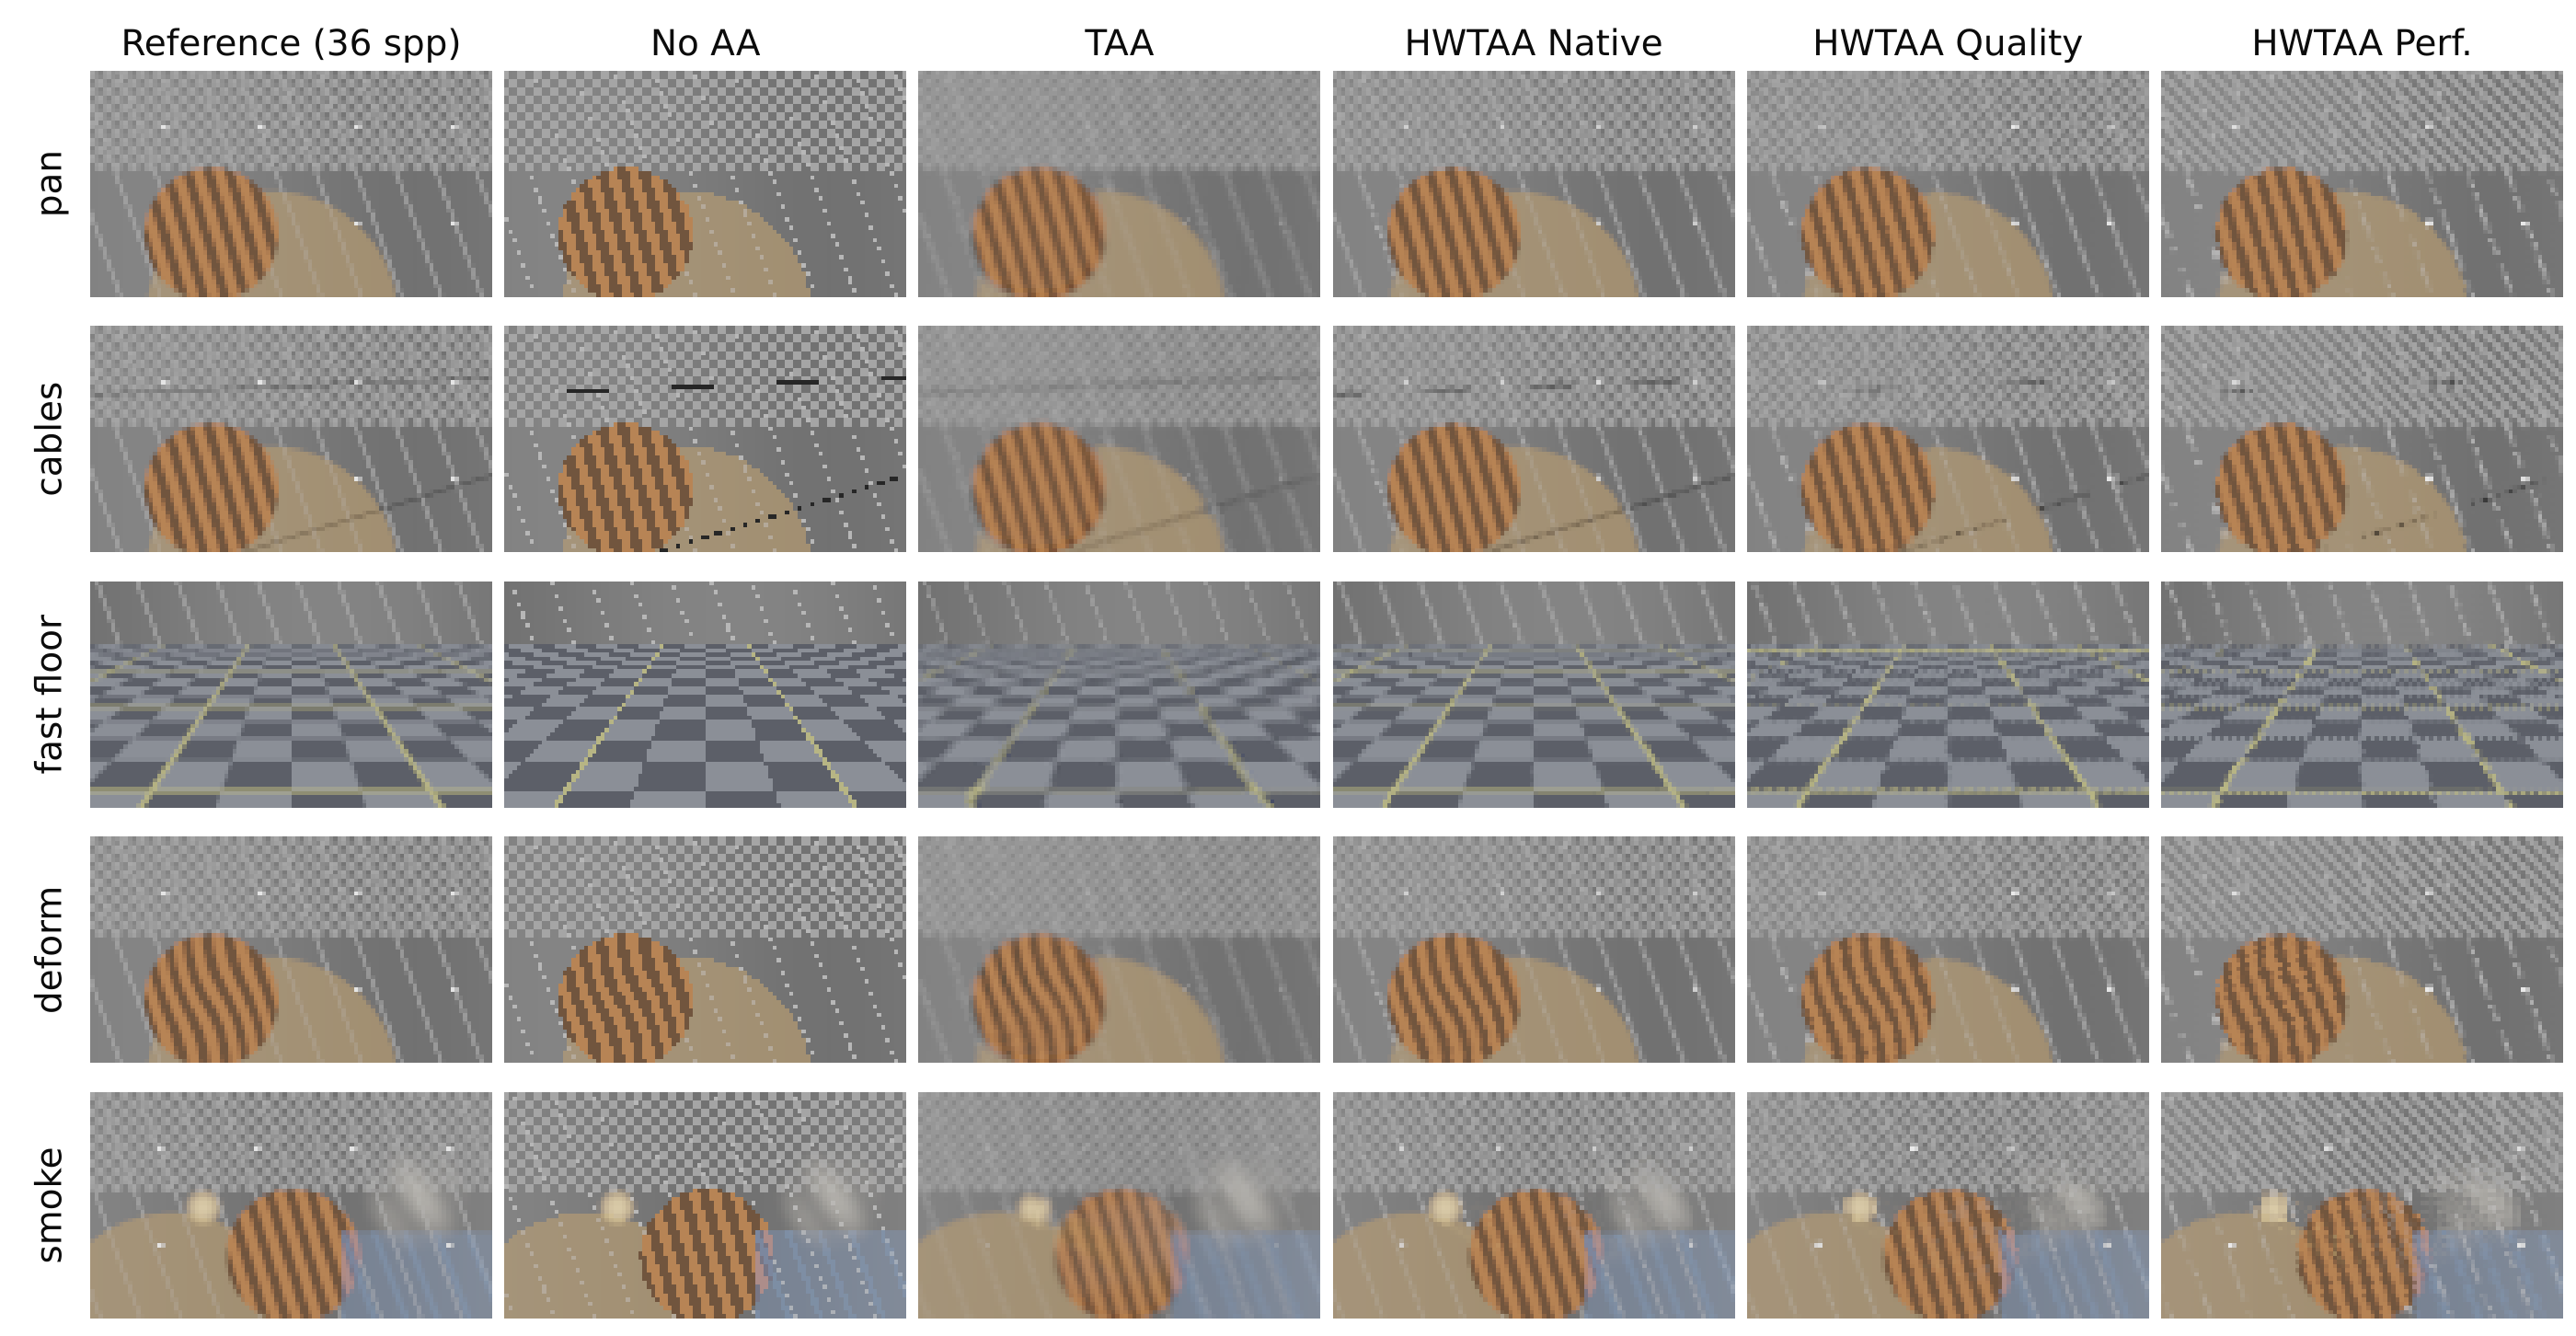 Reference (36 spp) No AA TAA HWTAA Native HWTAA Quality HWTAA Perf.
pan
cables
fast floor
deform
smoke